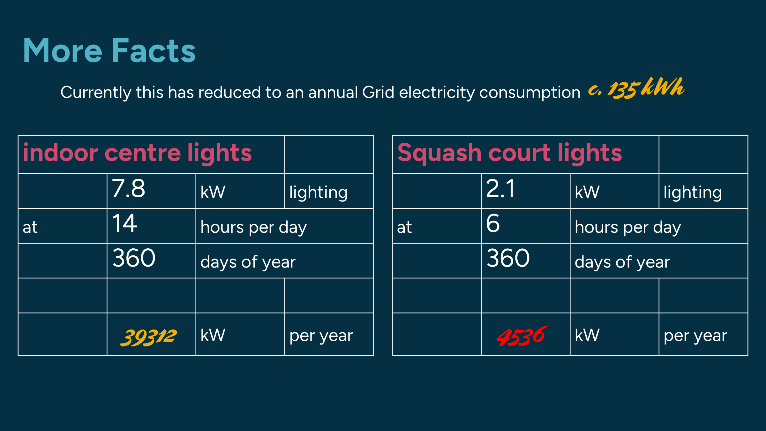 More Facts
Currently this has reduced to an annual Grid electricity consumption c. 135 kWh
indoor centre lights
7.8 kW lighting
at 14 hours per day
360 days of year
39312 kW per year
Squash court lights
2.1 kW lighting
at 6 hours per day
360 days of year
4536 kW per year